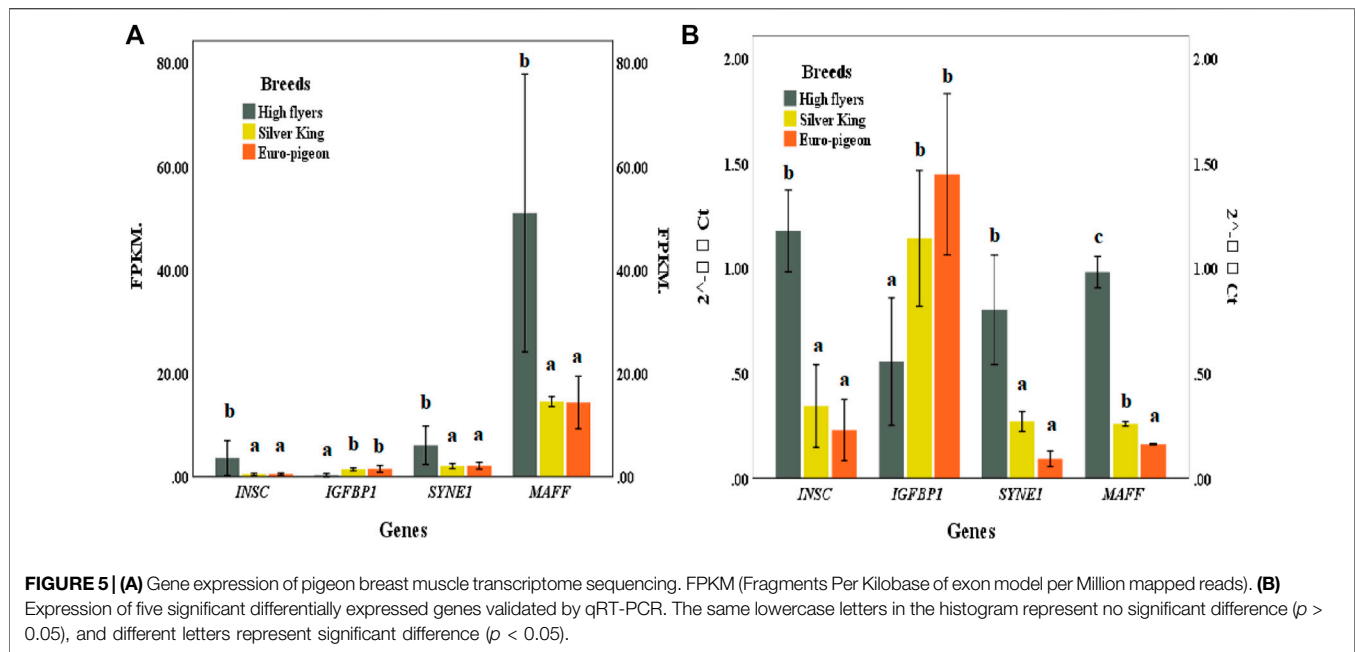 A
80.00
60.00
40.00
20.00
.00
FPKM.
Breeds
High flyers
Silver King
Euro-pigeon
b
a
a
a
b
b
b
a
a
b
a
a
INSC
IGFBP1
SYNE1
MAFF
Genes
80.00
60.00
40.00
20.00
.00
FPKM.
B
2.00
1.50
1.00
.50
.00
2^-□ □ Ct
Breeds
High flyers
Silver King
Euro-pigeon
b
a
a
a
b
b
b
a
a
c
b
a
INSC
IGFBP1
SYNE1
MAFF
Genes
2.00
1.50
1.00
.50
.00
2^-□ □ Ct
FIGURE 5 | (A) Gene expression of pigeon breast muscle transcriptome sequencing. FPKM (Fragments Per Kilobase of exon model per Million mapped reads). (B)
Expression of five significant differentially expressed genes validated by qRT-PCR. The same lowercase letters in the histogram represent no significant difference (p >
0.05), and different letters represent significant difference (p < 0.05).